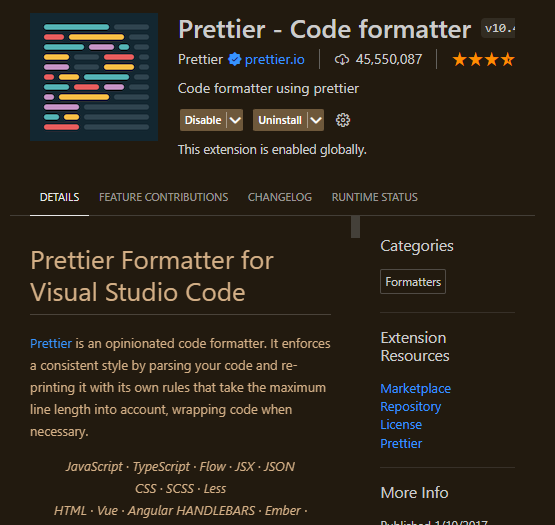 Prettier - Code formatter v10.4
Prettier prettier.io 45,550,087
Code formatter using prettier
Disable Uninstall
This extension is enabled globally.
DETAILS FEATURE CONTRIBUTIONS CHANGELOG RUNTIME STATUS
Prettier Formatter for
Visual Studio Code
Prettier is an opinionated code formatter. It enforces
a consistent style by parsing your code and re-
printing it with its own rules that take the maximum
line length into account, wrapping code when
necessary.
JavaScript · TypeScript · Flow · JSX · JSON
CSS · SCSS · Less
HTML · Vue · Angular HANDLEBARS · Ember ·
Categories
Formatters
Extension
Resources
Marketplace
Repository
License
Prettier
More Info
Published 1/10/2017